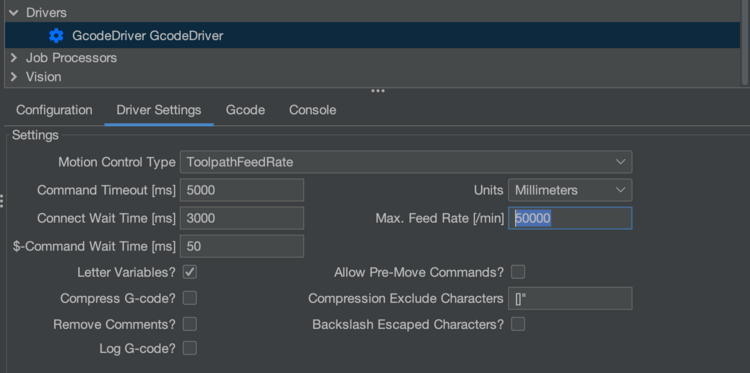 Drivers
GcodeDriver GcodeDriver
Job Processors
Vision
Configuration Driver Settings Gcode Console
Settings
Motion Control Type ToolpathFeedRate
Command Timeout [ms] 5000 Units Millimeters
Connect Wait Time [ms] 3000 Max. Feed Rate [/min] 50000
$-Command Wait Time [ms] 50
Letter Variables? Allow Pre-Move Commands?
Compress G-code? Compression Exclude Characters []"
Remove Comments? Backslash Escaped Characters?
Log G-code?